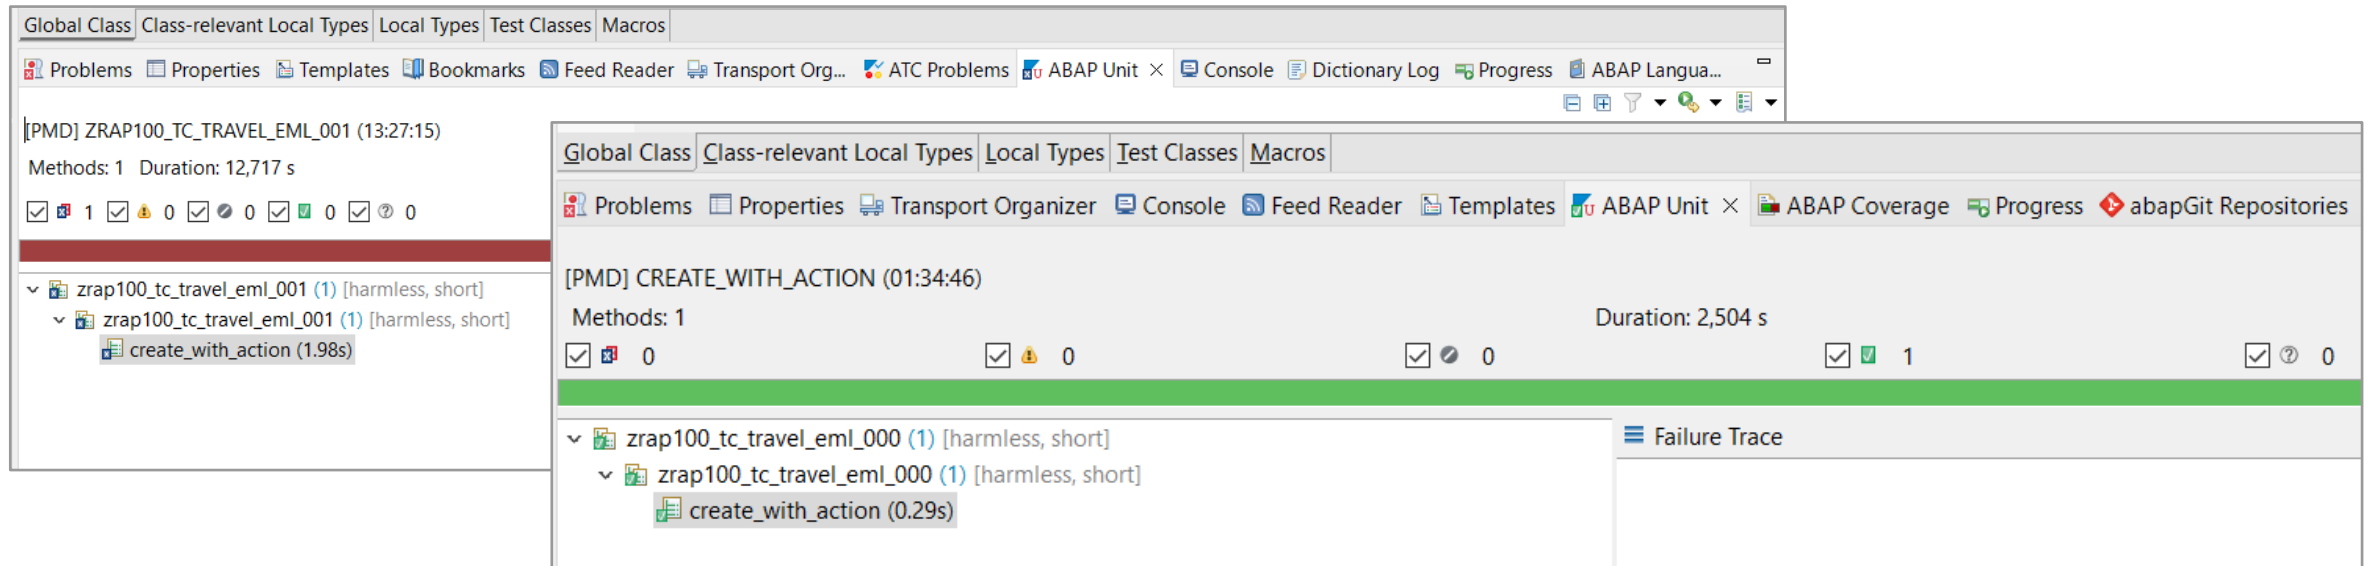 Global Class Class-relevant Local Types Local Types Test Classes Macros
Problems Properties Templates Bookmarks Feed Reader Transport Org... ATC Problems ABAP Unit Console Dictionary Log Progress ABAP Langua...
[PMD] ZRAP100_TC_TRAVEL_EML_001 (13:27:15)
Methods: 1 Duration: 12,717 s
1 0 0 0 0
zrap100_tc_travel_eml_001 (1) [harmless, short]
zrap100_tc_travel_eml_001 (1) [harmless, short]
create_with_action (1.98s)
Global Class Class-relevant Local Types Local Types Test Classes Macros
Problems Properties Transport Organizer Console Feed Reader Templates ABAP Unit ABAP Coverage Progress abapGit Repositories
[PMD] CREATE_WITH_ACTION (01:34:46)
Methods: 1 Duration: 2,504 s
0 0 0 1 0
zrap100_tc_travel_eml_000 (1) [harmless, short]
zrap100_tc_travel_eml_000 (1) [harmless, short]
create_with_action (0.29s)
Failure Trace